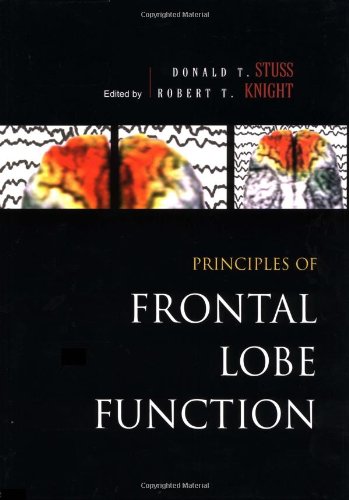 Copyrighted Material
DONALD T. STUSS
Edited by ROBERT T. KNIGHT
PRINCIPLES OF
FRONTAL
LOBE
FUNCTION
Copyrighted Material